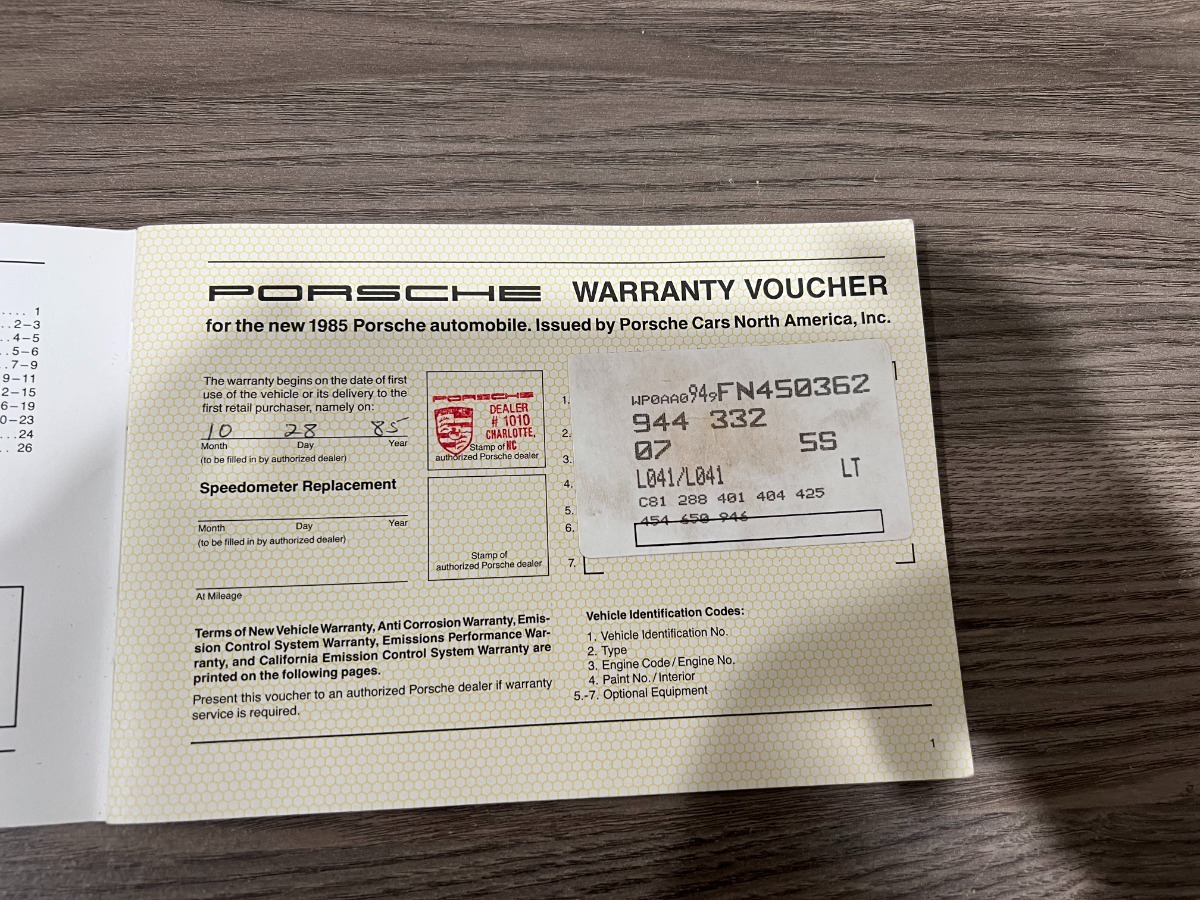 .... 1
..2–3
..4–5
..5–6
..7–9
9–11
2–15
6–19
0–23
...24
.. 26
PORSCHE WARRANTY VOUCHER
for the new 1985 Porsche automobile. Issued by Porsche Cars North America, Inc.
The warranty begins on the date of first
use of the vehicle or its delivery to the
first retail purchaser, namely on:
10 28 85
Month Day Year
(to be filled in by authorized dealer)
Speedometer Replacement
Month Day Year
(to be filled in by authorized dealer)
At Mileage
PORSCHE
DEALER
# 1010
CHARLOTTE,
NC
Stamp of
authorized Porsche dealer
Stamp of
authorized Porsche dealer
1.
2.
3.
4.
5.
6.
7.
WP0AA0949FN450362
944 332
07 5S
L041/L041 LT
C81 288 401 404 425
454 650 946
Terms of New Vehicle Warranty, Anti Corrosion Warranty, Emis-
sion Control System Warranty, Emissions Performance War-
ranty, and California Emission Control System Warranty are
printed on the following pages.
Present this voucher to an authorized Porsche dealer if warranty
service is required.
Vehicle Identification Codes:
1. Vehicle Identification No.
2. Type
3. Engine Code/Engine No.
4. Paint No./Interior
5.-7. Optional Equipment
1